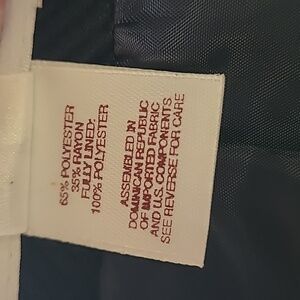 65% POLYESTER
35% RAYON
FULLY LINED:
100% POLYESTER
ASSEMBLED IN
DOMINICAN REPUBLIC
OF IMPORTED FABRIC
AND U.S. COMPONENTS
SEE REVERSE FOR CARE